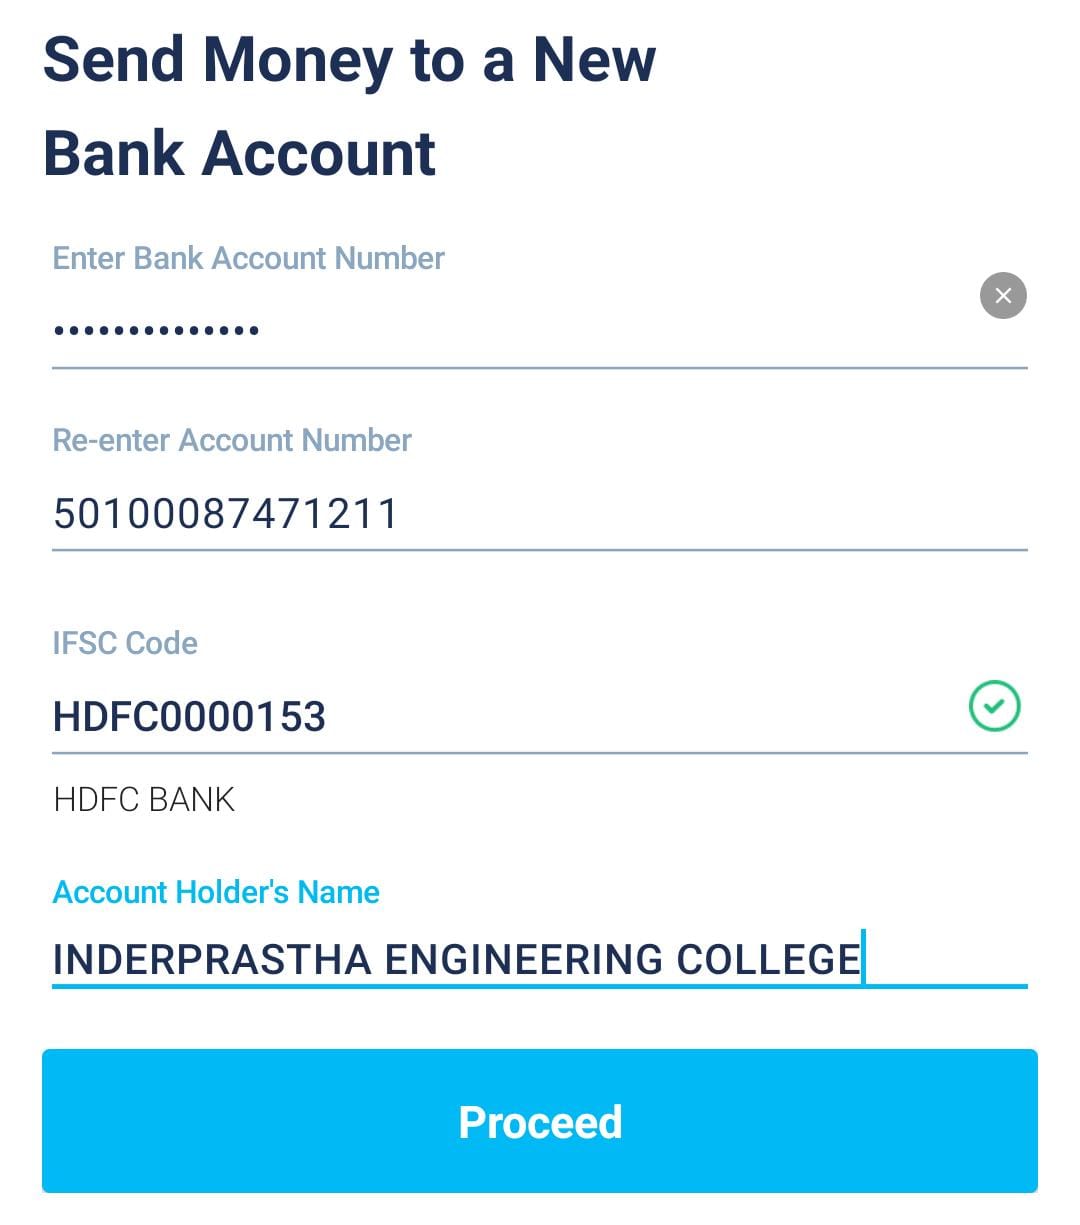 Send Money to a New
Bank Account
Enter Bank Account Number
••••••••••••••
Re-enter Account Number
50100087471211
IFSC Code
HDFC0000153
HDFC BANK
Account Holder's Name
INDERPRASTHA ENGINEERING COLLEGE
Proceed